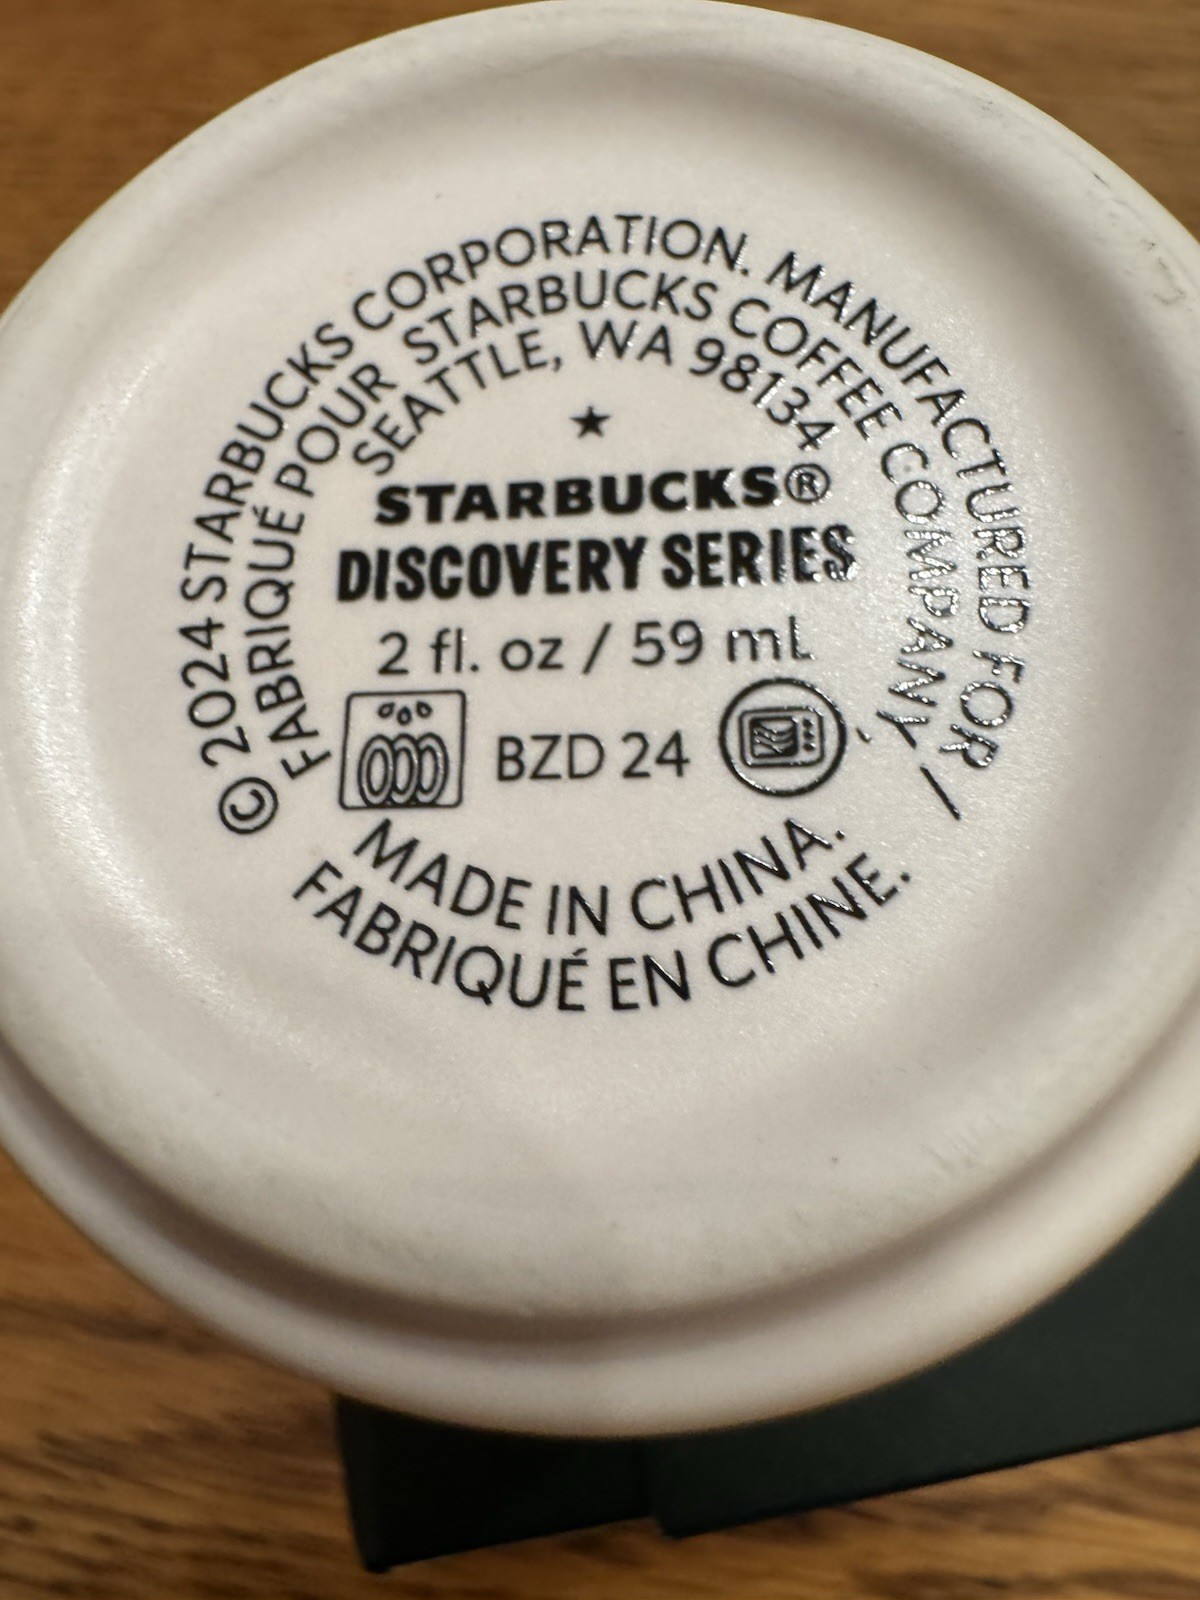 © 2024 STARBUCKS CORPORATION. MANUFACTURED FOR /
FABRIQUÉ POUR STARBUCKS COFFEE COMPANY,
SEATTLE, WA 98134
STARBUCKS®
DISCOVERY SERIES
2 fl. oz / 59 mL
BZD 24
MADE IN CHINA.
FABRIQUÉ EN CHINE.